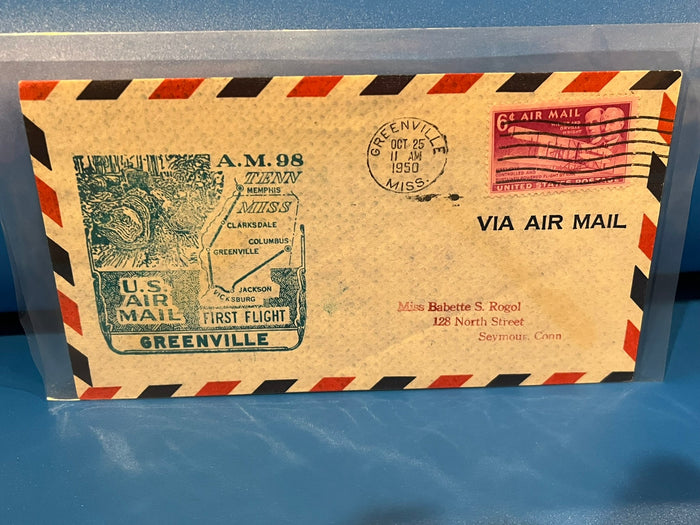 A.M.98
TENN
MEMPHIS
MISS
CLARKSDALE
COLUMBUS
GREENVILLE
JACKSON
VICKSBURG
U.S.
AIR
MAIL
FIRST FLIGHT
GREENVILLE
GREENVILLE
OCT 25
11 AM
1950
MISS.
6¢ AIR MAIL
UNITED STATES POSTAGE
VIA AIR MAIL
Miss Babette S. Rogol
128 North Street
Seymour, Conn